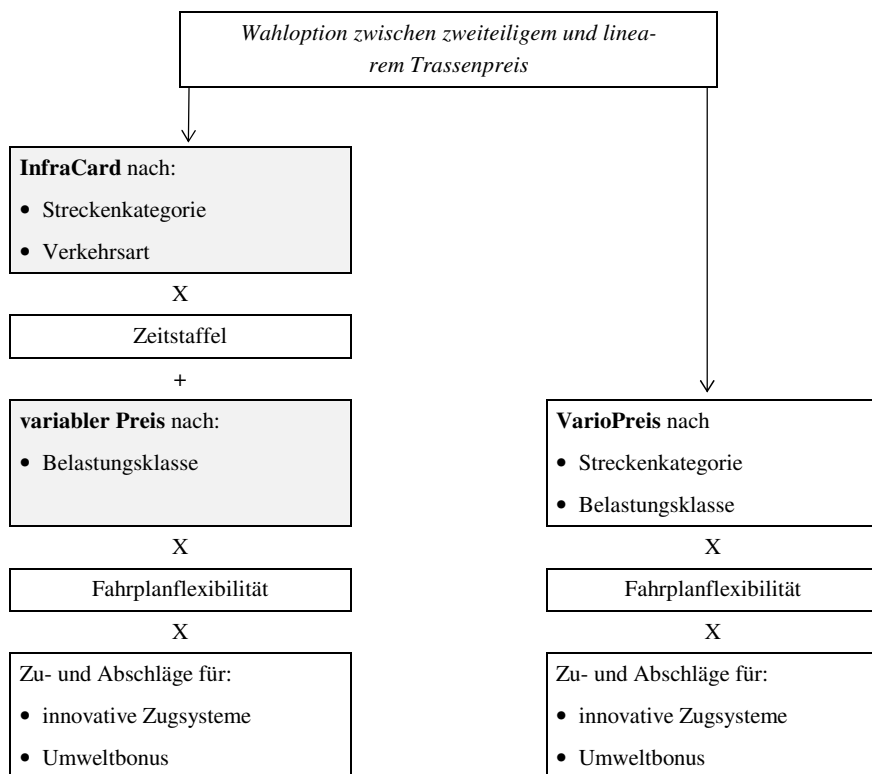 Wahloption zwischen zweiteiligem und linea-
rem Trassenpreis
InfraCard nach:
• Streckenkategorie
• Verkehrsart
X
Zeitstaffel
+
variabler Preis nach:
• Belastungsklasse
X
Fahrplanflexibilität
X
Zu- und Abschläge für:
• innovative Zugsysteme
• Umweltbonus
VarioPreis nach
• Streckenkategorie
• Belastungsklasse
X
Fahrplanflexibilität
X
Zu- und Abschläge für:
• innovative Zugsysteme
• Umweltbonus